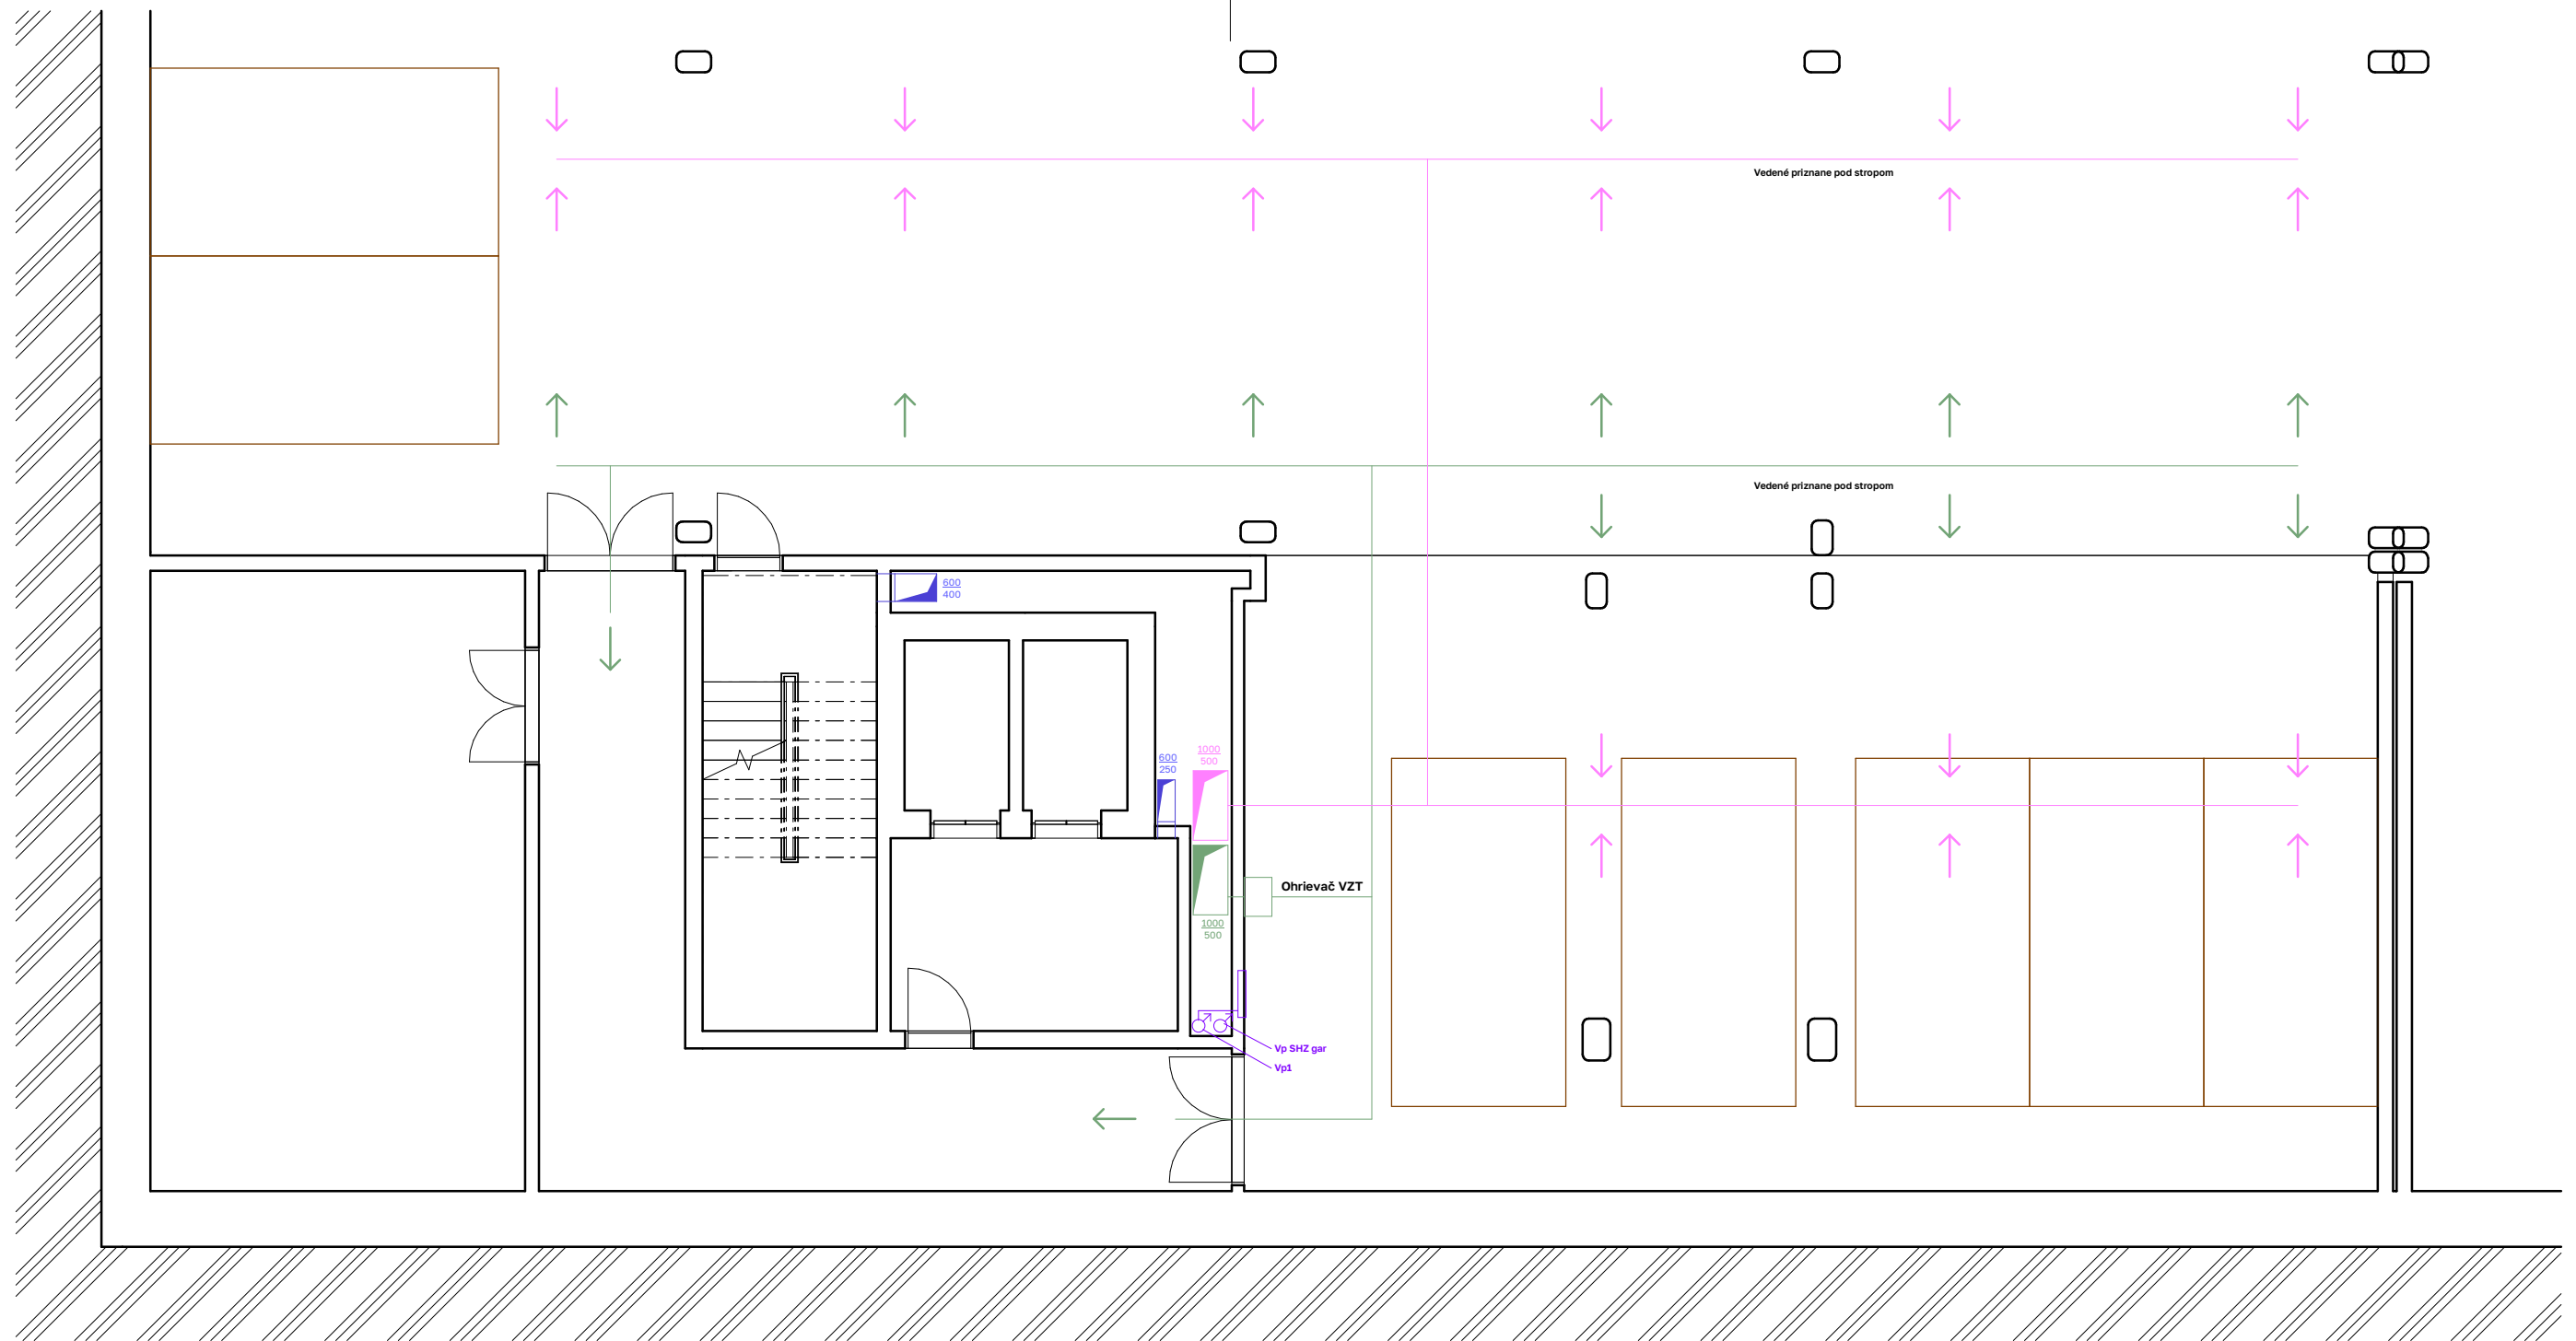 Vedené priznane pod stropom
Vedené priznane pod stropom
600
400
1000
500
600
250
Ohrievač VZT
1000
500
Vp SHZ gar
Vp1